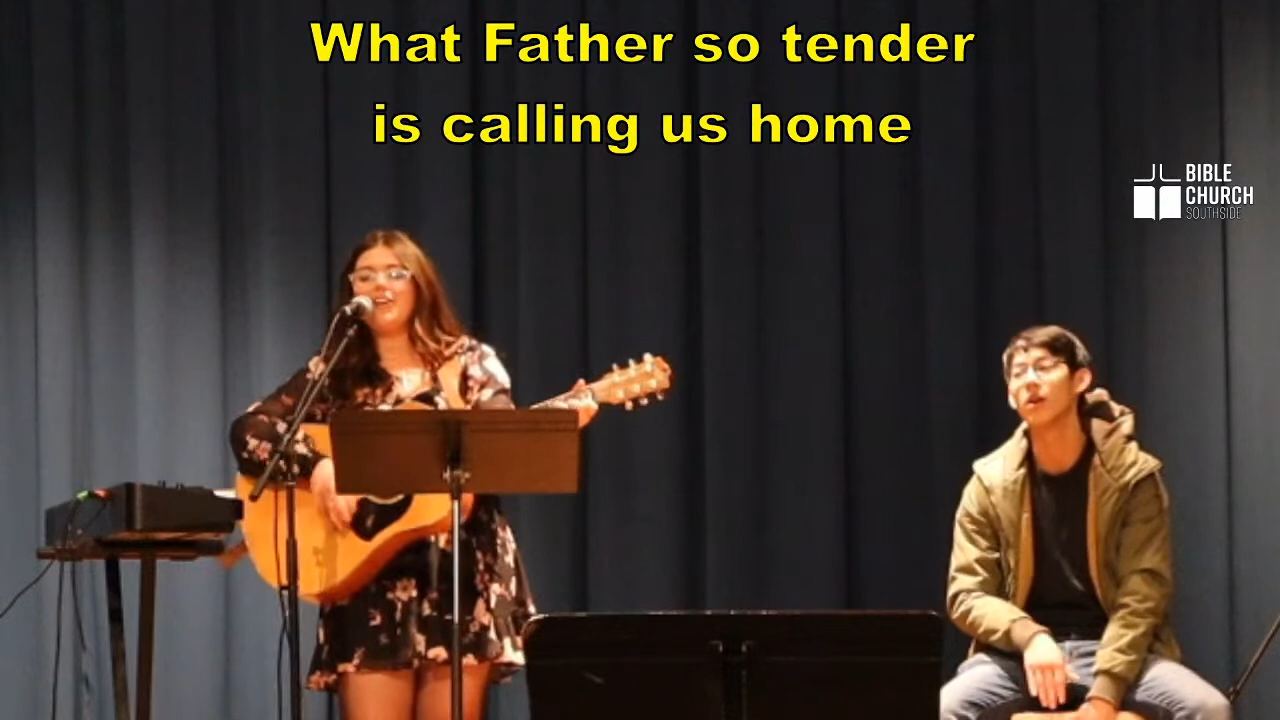 What Father so tender
is calling us home
BIBLE
CHURCH
SOUTHSIDE